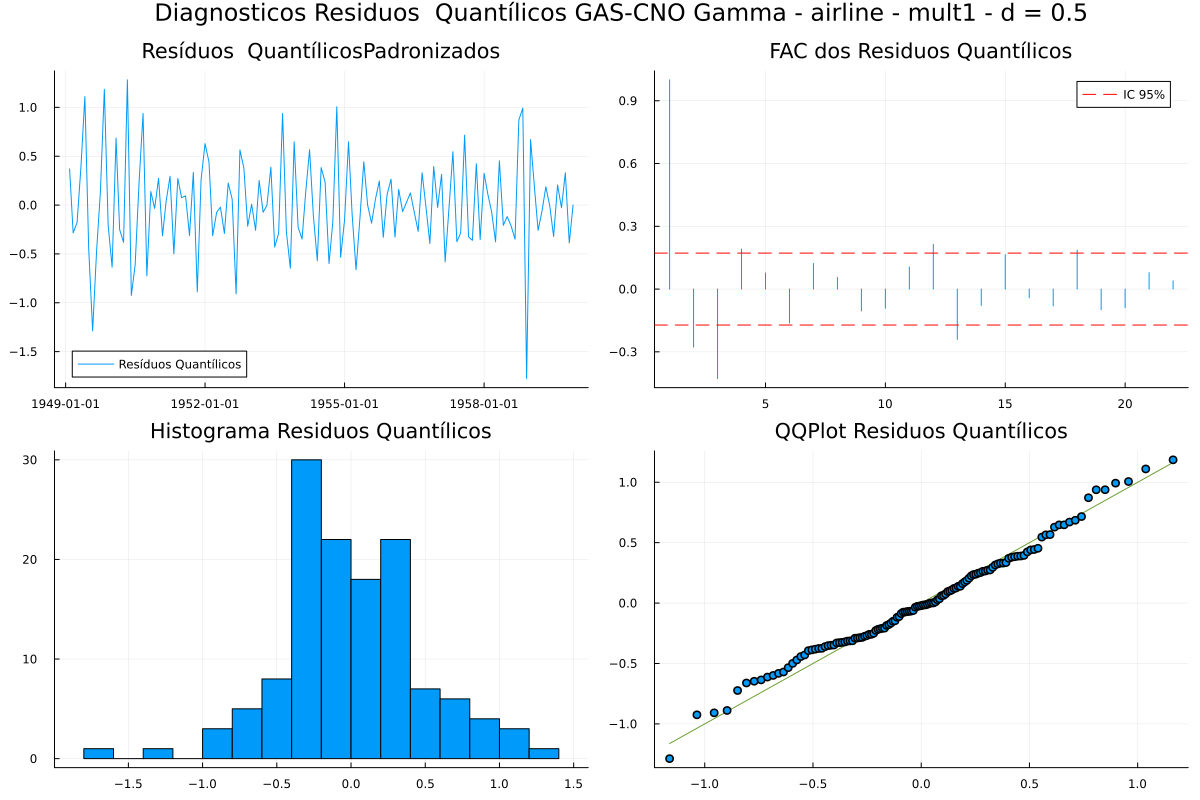 Diagnosticos Residuos  Quantílicos GAS-CNO Gamma - airline - mult1 - d = 0.5
Resíduos  QuantílicosPadronizados
1.0
0.5
0.0
−0.5
−1.0
−1.5
Resíduos Quantílicos
1949-01-01 1952-01-01 1955-01-01 1958-01-01
FAC dos Residuos Quantílicos
0.9
0.6
0.3
0.0
−0.3
IC 95%
5 10 15 20
Histograma Residuos Quantílicos
30
20
10
0
−1.5 −1.0 −0.5 0.0 0.5 1.0 1.5
QQPlot Residuos Quantílicos
1.0
0.5
0.0
−0.5
−1.0
−1.0 −0.5 0.0 0.5 1.0